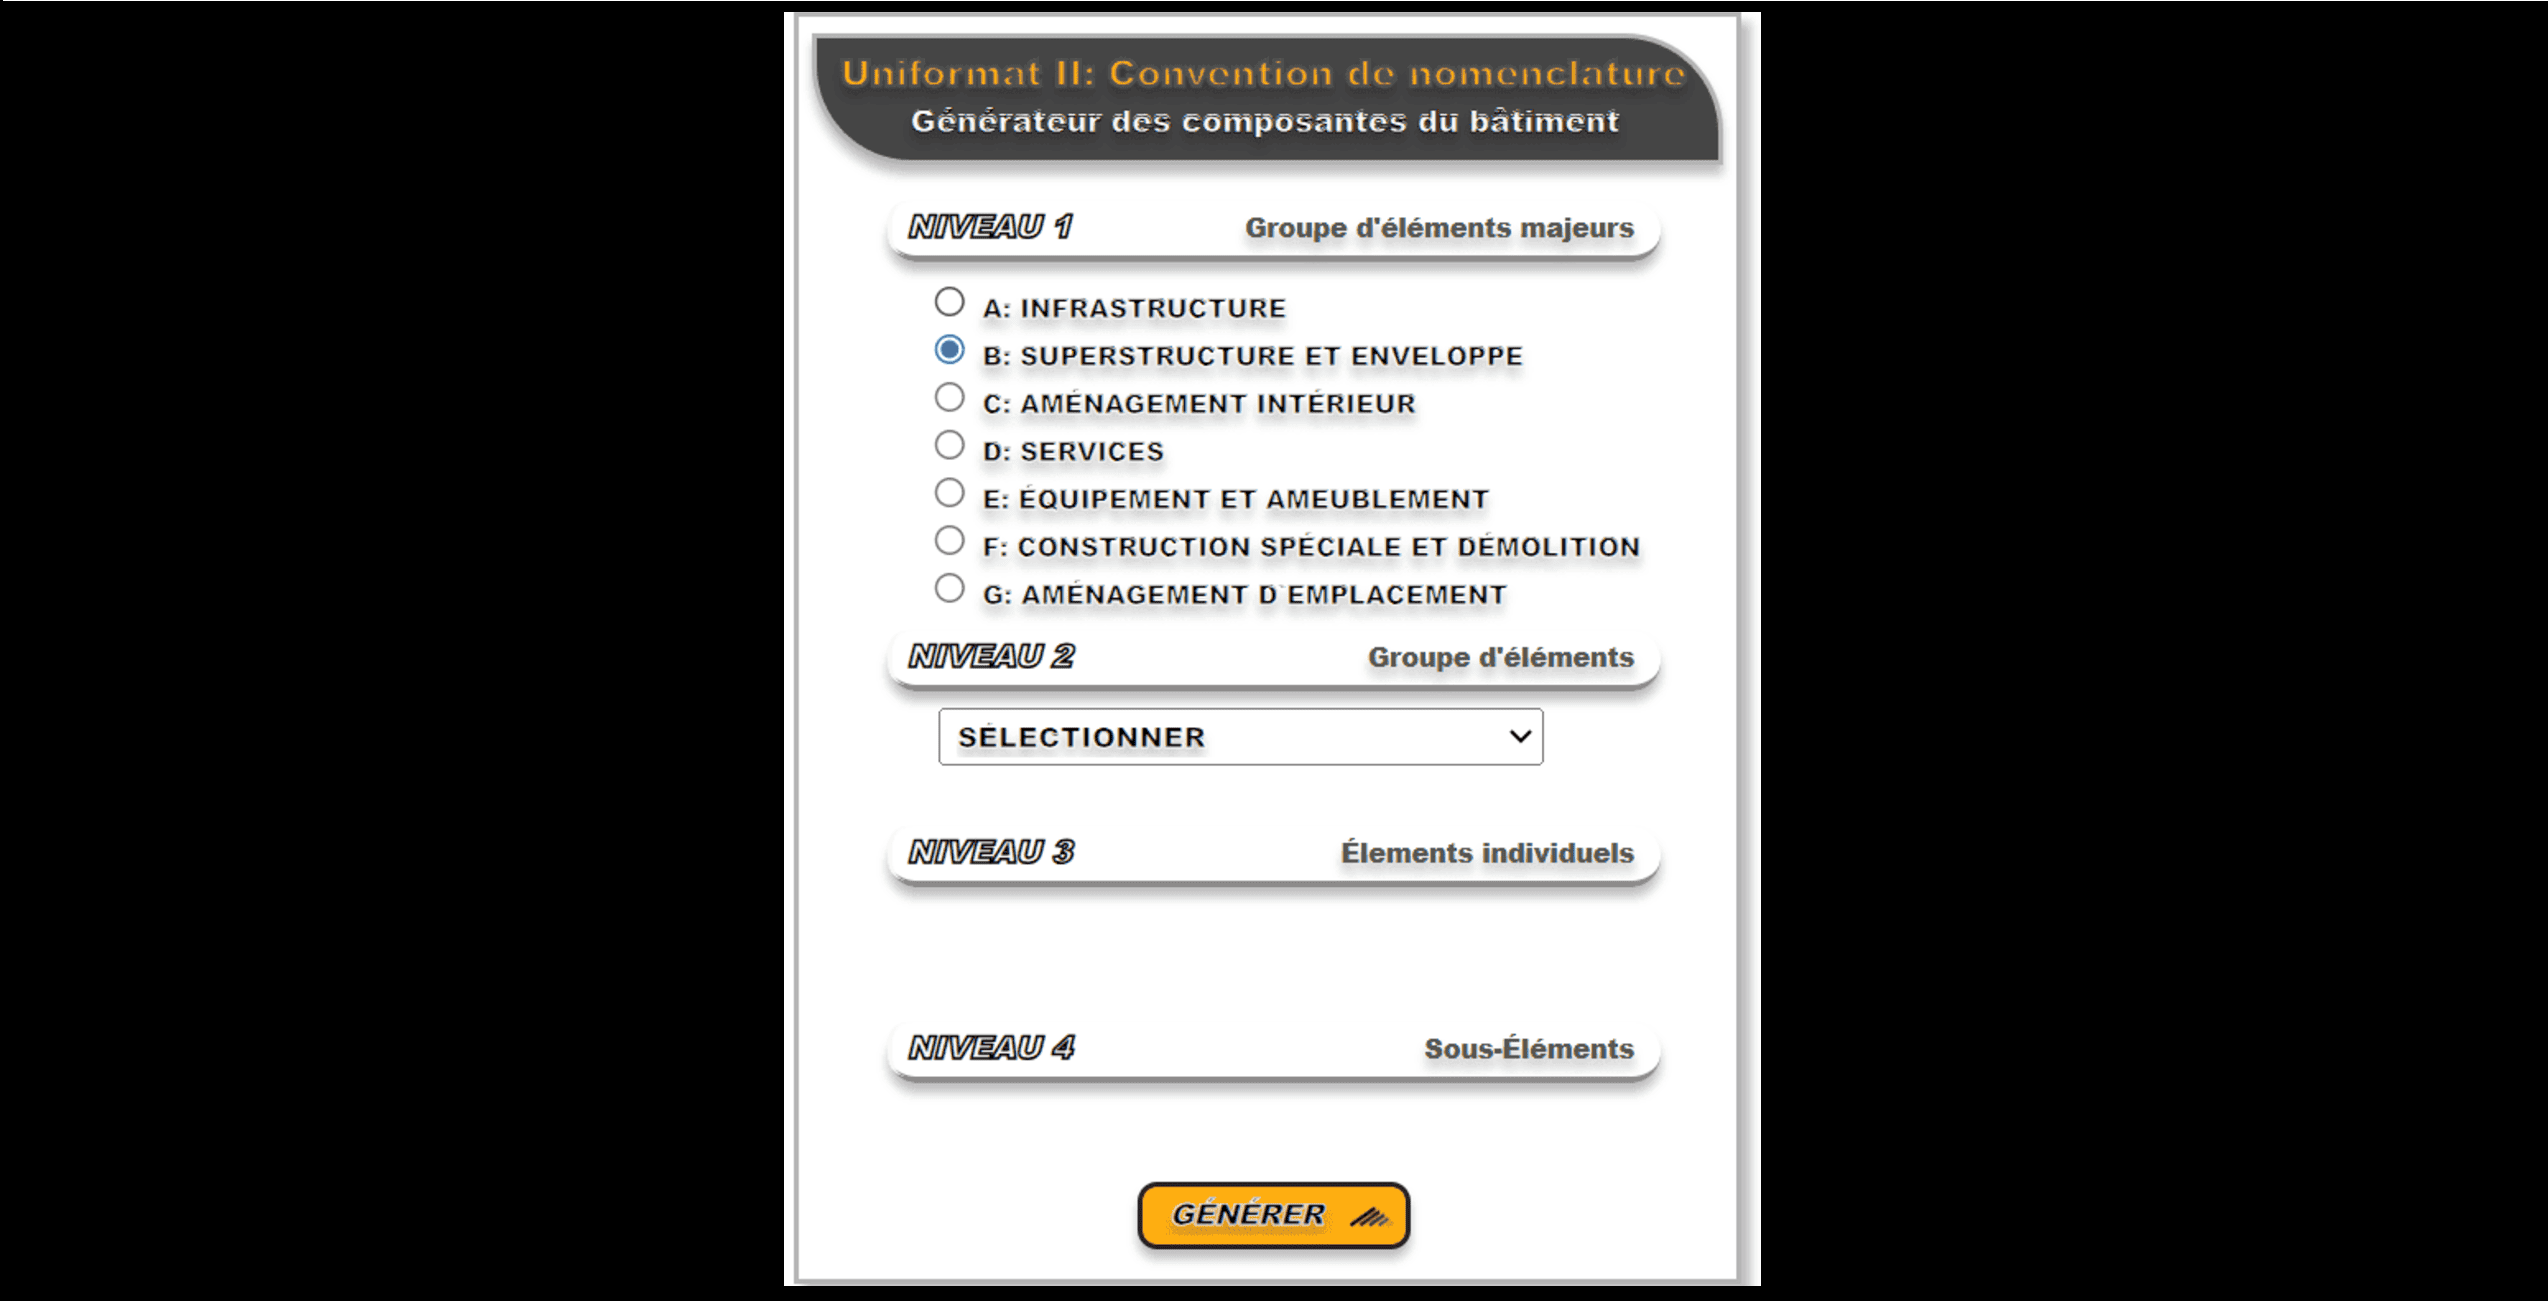 Uniformat II: Convention de nomenclature
Générateur des composantes du bâtiment
NIVEAU 1 Groupe d'éléments majeurs
A: INFRASTRUCTURE
B: SUPERSTRUCTURE ET ENVELOPPE
C: AMÉNAGEMENT INTÉRIEUR
D: SERVICES
E: ÉQUIPEMENT ET AMEUBLEMENT
F: CONSTRUCTION SPÉCIALE ET DÉMOLITION
G: AMÉNAGEMENT D`EMPLACEMENT
NIVEAU 2 Groupe d'éléments
SÉLECTIONNER
NIVEAU 3 Élements individuels
NIVEAU 4 Sous-Éléments
GÉNÉRER